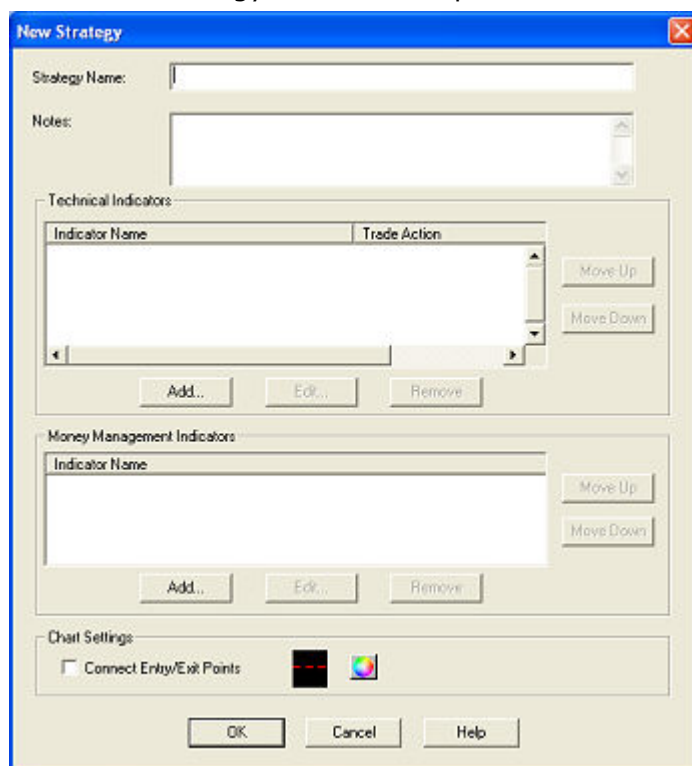 New Strategy
Strategy Name:
Notes:
Technical Indicators
Indicator Name Trade Action
Move Up
Move Down
Add... Edit... Remove
Money Management Indicators
Indicator Name
Move Up
Move Down
Add... Edit... Remove
Chart Settings
Connect Entry/Exit Points
OK Cancel Help